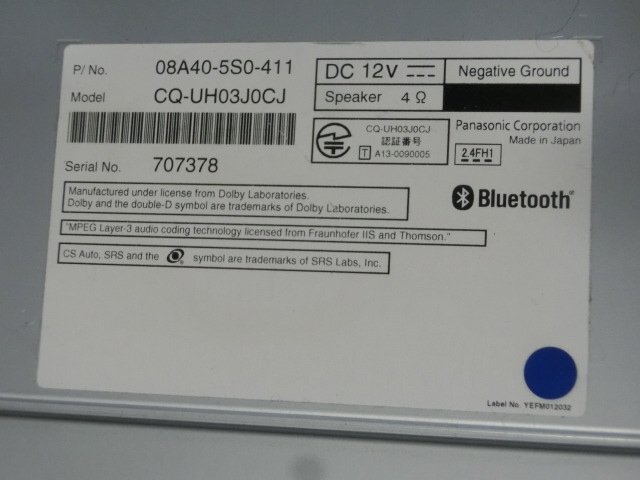 P/ No. 08A40-5S0-411
Model CQ-UH03J0CJ
Serial No. 707378
DC 12V
Negative Ground
Speaker 4 Ω
CQ-UH03J0CJ
認証番号
T A13-0090005
Panasonic Corporation
Made in Japan
2.4FH1
Bluetooth®
Manufactured under license from Dolby Laboratories.
Dolby and the double-D symbol are trademarks of Dolby Laboratories.
"MPEG Layer-3 audio coding technology licensed from Fraunhofer IIS and Thomson."
CS Auto, SRS and the symbol are trademarks of SRS Labs, Inc.
Label No. YEFM012032